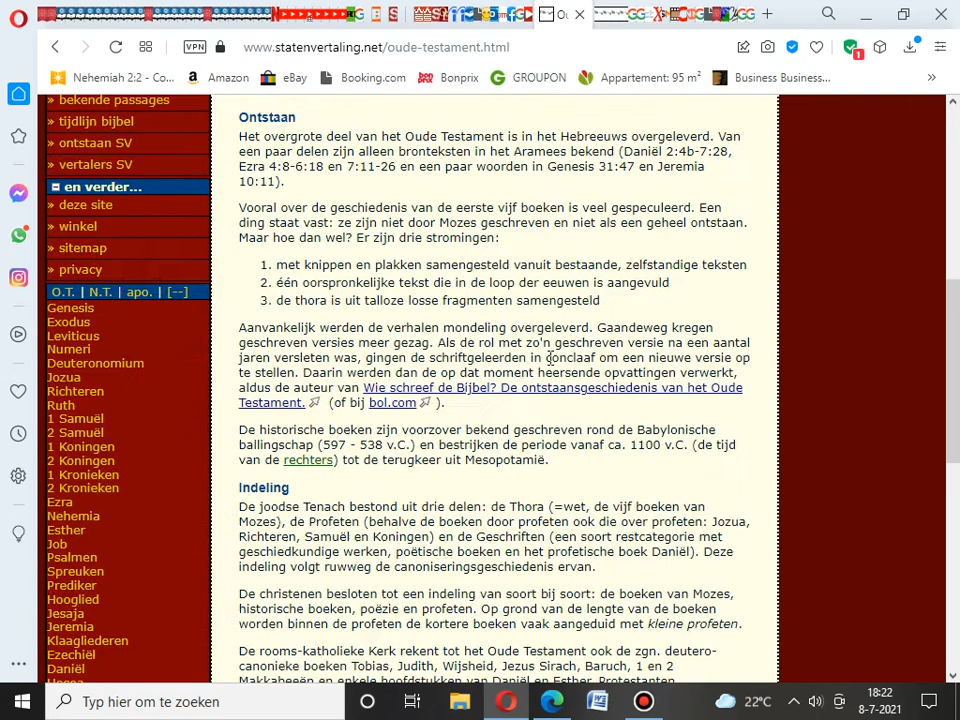 VPN www.statenvertaling.net/oude-testament.html
Nehemiah 2:2 - Co... Amazon eBay Booking.com Bonprix GROUPON Appartement: 95 m² Business Business... »
» bekende passages
» tijdlijn bijbel
» ontstaan SV
» vertalers SV
en verder...
» deze site
» winkel
» sitemap
» privacy
O.T. | N.T. | apo. | [--]
Genesis
Exodus
Leviticus
Numeri
Deuteronomium
Jozua
Richteren
Ruth
1 Samuël
2 Samuël
1 Koningen
2 Koningen
1 Kronieken
2 Kronieken
Ezra
Nehemia
Esther
Job
Psalmen
Spreuken
Prediker
Hooglied
Jesaja
Jeremia
Klaagliederen
Ezechiël
Daniël
Hosea
Ontstaan
Het overgrote deel van het Oude Testament is in het Hebreeuws overgeleverd. Van
een paar delen zijn alleen bronteksten in het Aramees bekend (Daniël 2:4b-7:28,
Ezra 4:8-6:18 en 7:11-26 en een paar woorden in Genesis 31:47 en Jeremia
10:11).
Vooral over de geschiedenis van de eerste vijf boeken is veel gespeculeerd. Een
ding staat vast: ze zijn niet door Mozes geschreven en niet als een geheel ontstaan.
Maar hoe dan wel? Er zijn drie stromingen:
1. met knippen en plakken samengesteld vanuit bestaande, zelfstandige teksten
2. één oorspronkelijke tekst die in de loop der eeuwen is aangevuld
3. de thora is uit talloze losse fragmenten samengesteld
Aanvankelijk werden de verhalen mondeling overgeleverd. Gaandeweg kregen
geschreven versies meer gezag. Als de rol met zo'n geschreven versie na een aantal
jaren versleten was, gingen de schriftgeleerden in conclaaf om een nieuwe versie op
te stellen. Daarin werden dan de op dat moment heersende opvattingen verwerkt,
aldus de auteur van Wie schreef de Bijbel? De ontstaansgeschiedenis van het Oude
Testament. (of bij bol.com ).
De historische boeken zijn voorzover bekend geschreven rond de Babylonische
ballingschap (597 - 538 v.C.) en bestrijken de periode vanaf ca. 1100 v.C. (de tijd
van de rechters) tot de terugkeer uit Mesopotamië.
Indeling
De joodse Tenach bestond uit drie delen: de Thora (=wet, de vijf boeken van
Mozes), de Profeten (behalve de boeken door profeten ook die over profeten: Jozua,
Richteren, Samuël en Koningen) en de Geschriften (een soort restcategorie met
geschiedkundige werken, poëtische boeken en het profetische boek Daniël). Deze
indeling volgt ruwweg de canoniseringsgeschiedenis ervan.
De christenen besloten tot een indeling van soort bij soort: de boeken van Mozes,
historische boeken, poëzie en profeten. Op grond van de lengte van de boeken
worden binnen de profeten de kortere boeken vaak aangeduid met kleine profeten.
De rooms-katholieke Kerk rekent tot het Oude Testament ook de zgn. deutero-
canonieke boeken Tobias, Judith, Wijsheid, Jezus Sirach, Baruch, 1 en 2
Makkabeeën en enkele hoofdstukken van Daniël en Esther. Protestanten
Typ hier om te zoeken
22°C
18:22
8-7-2021